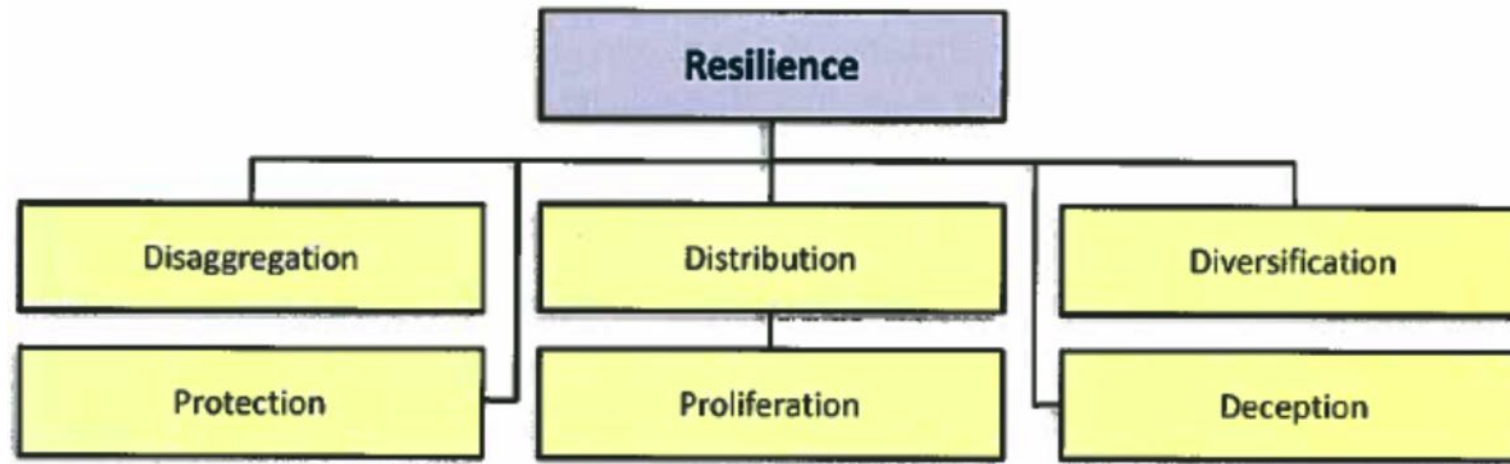 Resilience
Disaggregation
Distribution
Diversification
Protection
Proliferation
Deception